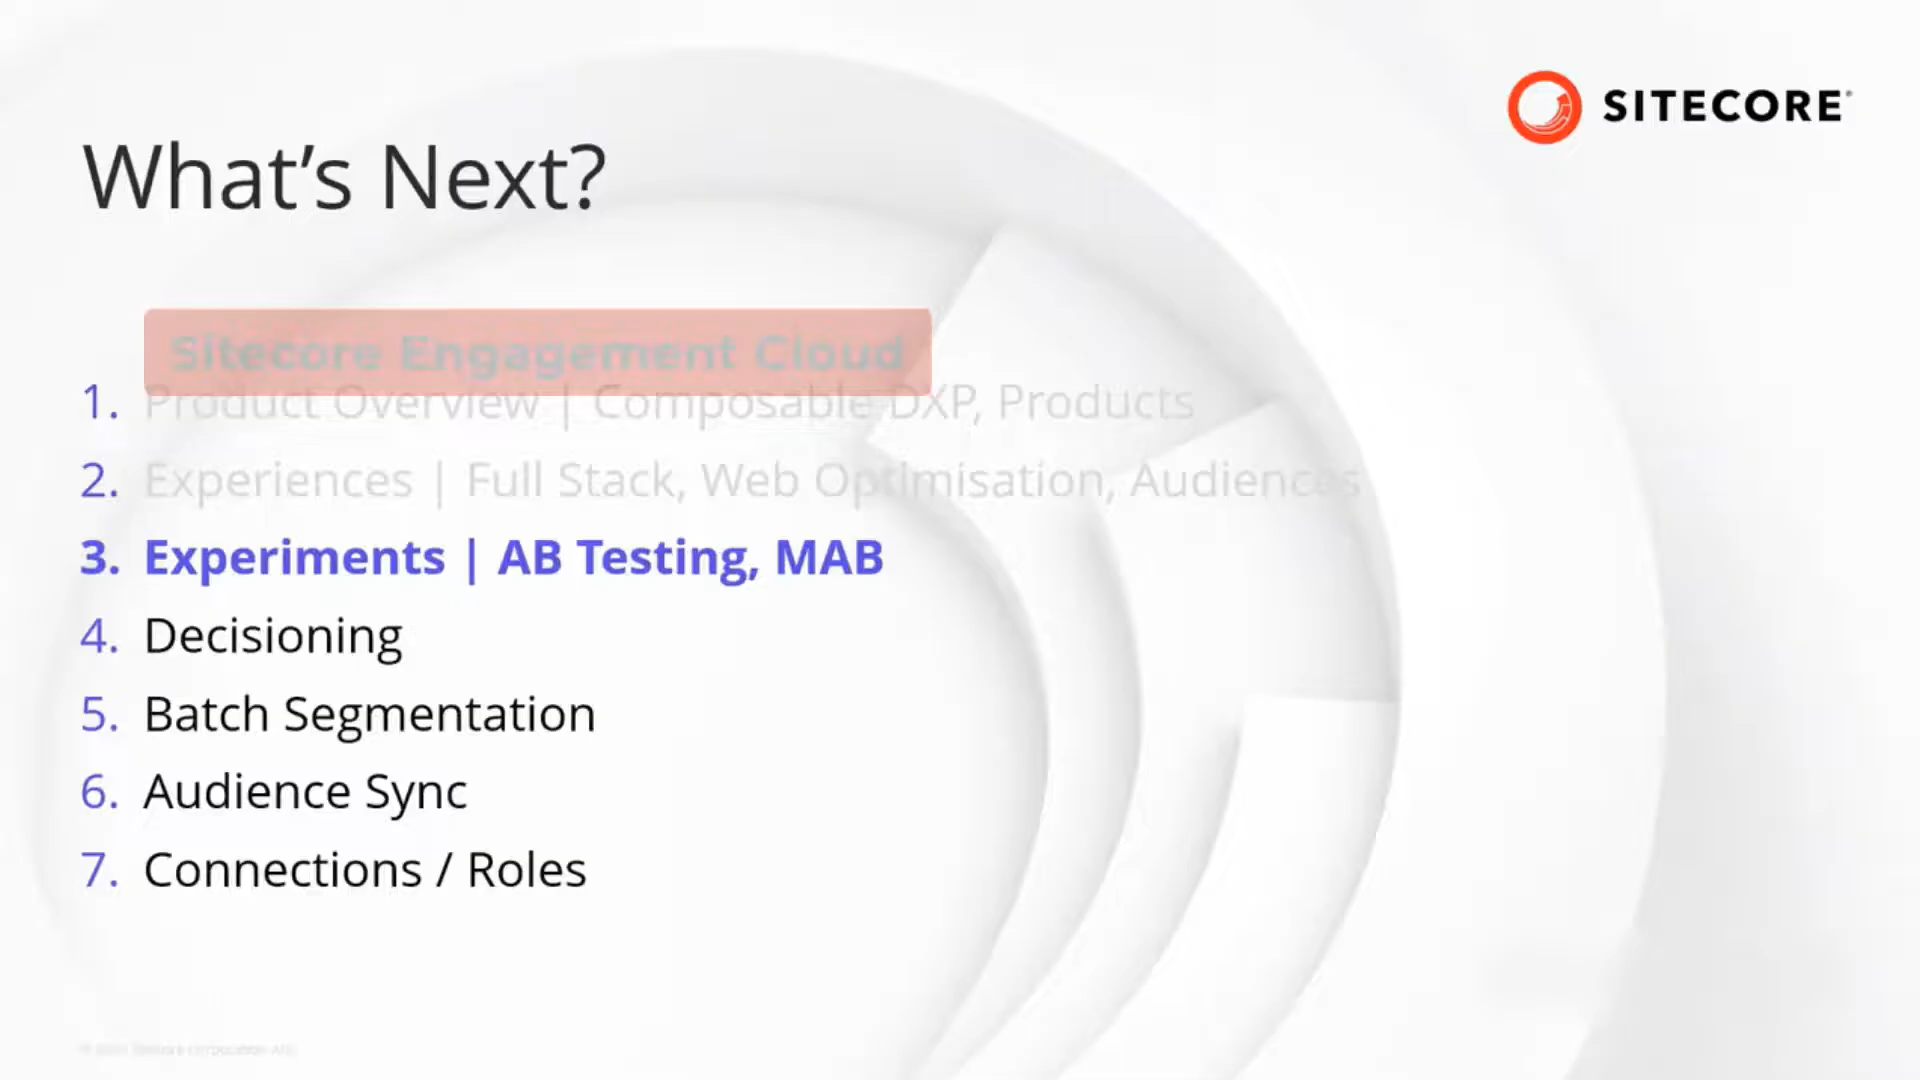 SITECORE
What's Next?
Sitecore Engagement Cloud
1. Product Overview | Composable DXP, Products
2. Experiences | Full Stack, Web Optimisation, Audiences
3. Experiments | AB Testing, MAB
4. Decisioning
5. Batch Segmentation
6. Audience Sync
7. Connections / Roles